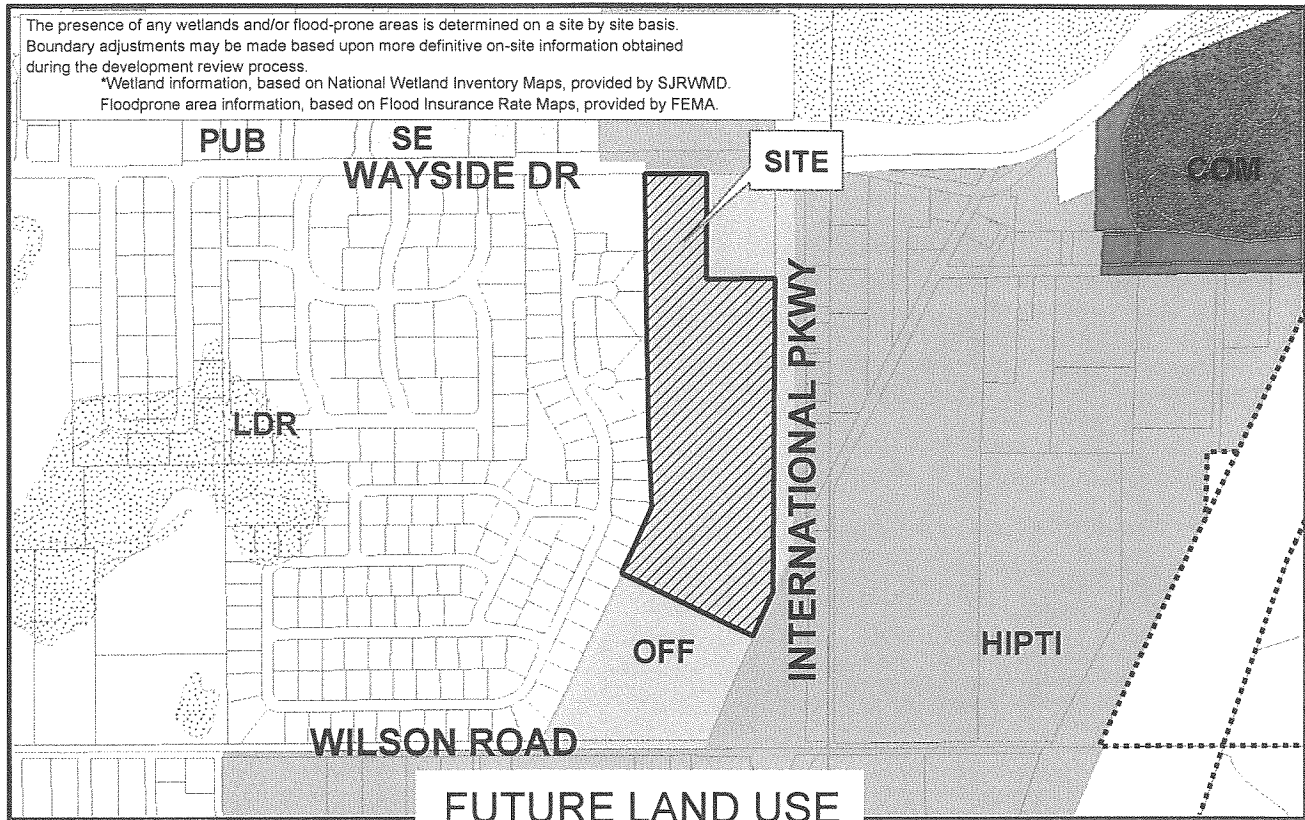 The presence of any wetlands and/or flood-prone areas is determined on a site by site basis.
Boundary adjustments may be made based upon more definitive on-site information obtained
during the development review process.
*Wetland information, based on National Wetland Inventory Maps, provided by SJRWMD.
Floodprone area information, based on Flood Insurance Rate Maps, provided by FEMA.
PUB
SE
WAYSIDE DR
SITE
COM
INTERNATIONAL PKWY
LDR
OFF
HIPTI
WILSON ROAD
FUTURE LAND USE